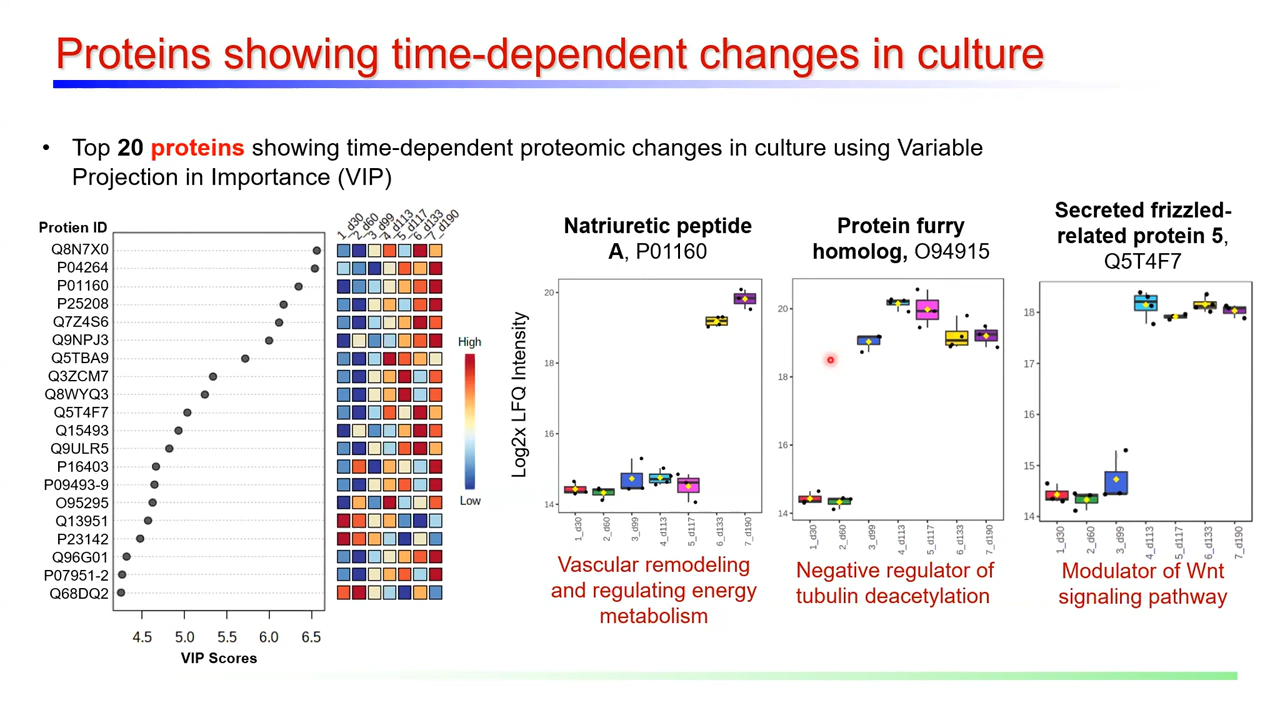 Proteins showing time-dependent changes in culture
• Top 20 proteins showing time-dependent proteomic changes in culture using Variable
Projection in Importance (VIP)
Protien ID
1_d30
2_d60
3_d99
4_d113
5_d117
6_d133
7_d190
Q8N7X0
P04264
P01160
P25208
Q7Z4S6
Q9NPJ3
Q5TBA9
Q3ZCM7
Q8WYQ3
Q5T4F7
Q15493
Q9ULR5
P16403
P09493-9
O95295
Q13951
P23142
Q96G01
P07951-2
Q68DQ2
4.5 5.0 5.5 6.0 6.5
VIP Scores
High
Low
Natriuretic peptide
A, P01160
Log2x LFQ Intensity
20
18
16
14
1_d30
2_d60
3_d99
4_d113
5_d117
6_d133
7_d190
Vascular remodeling
and regulating energy
metabolism
Protein furry
homolog, O94915
20
18
16
14
1_d30
2_d60
3_d99
4_d113
5_d117
6_d133
7_d190
Negative regulator of
tubulin deacetylation
Secreted frizzled-
related protein 5,
Q5T4F7
18
17
16
15
14
1_d30
2_d60
3_d99
4_d113
5_d117
6_d133
7_d190
Modulator of Wnt
signaling pathway